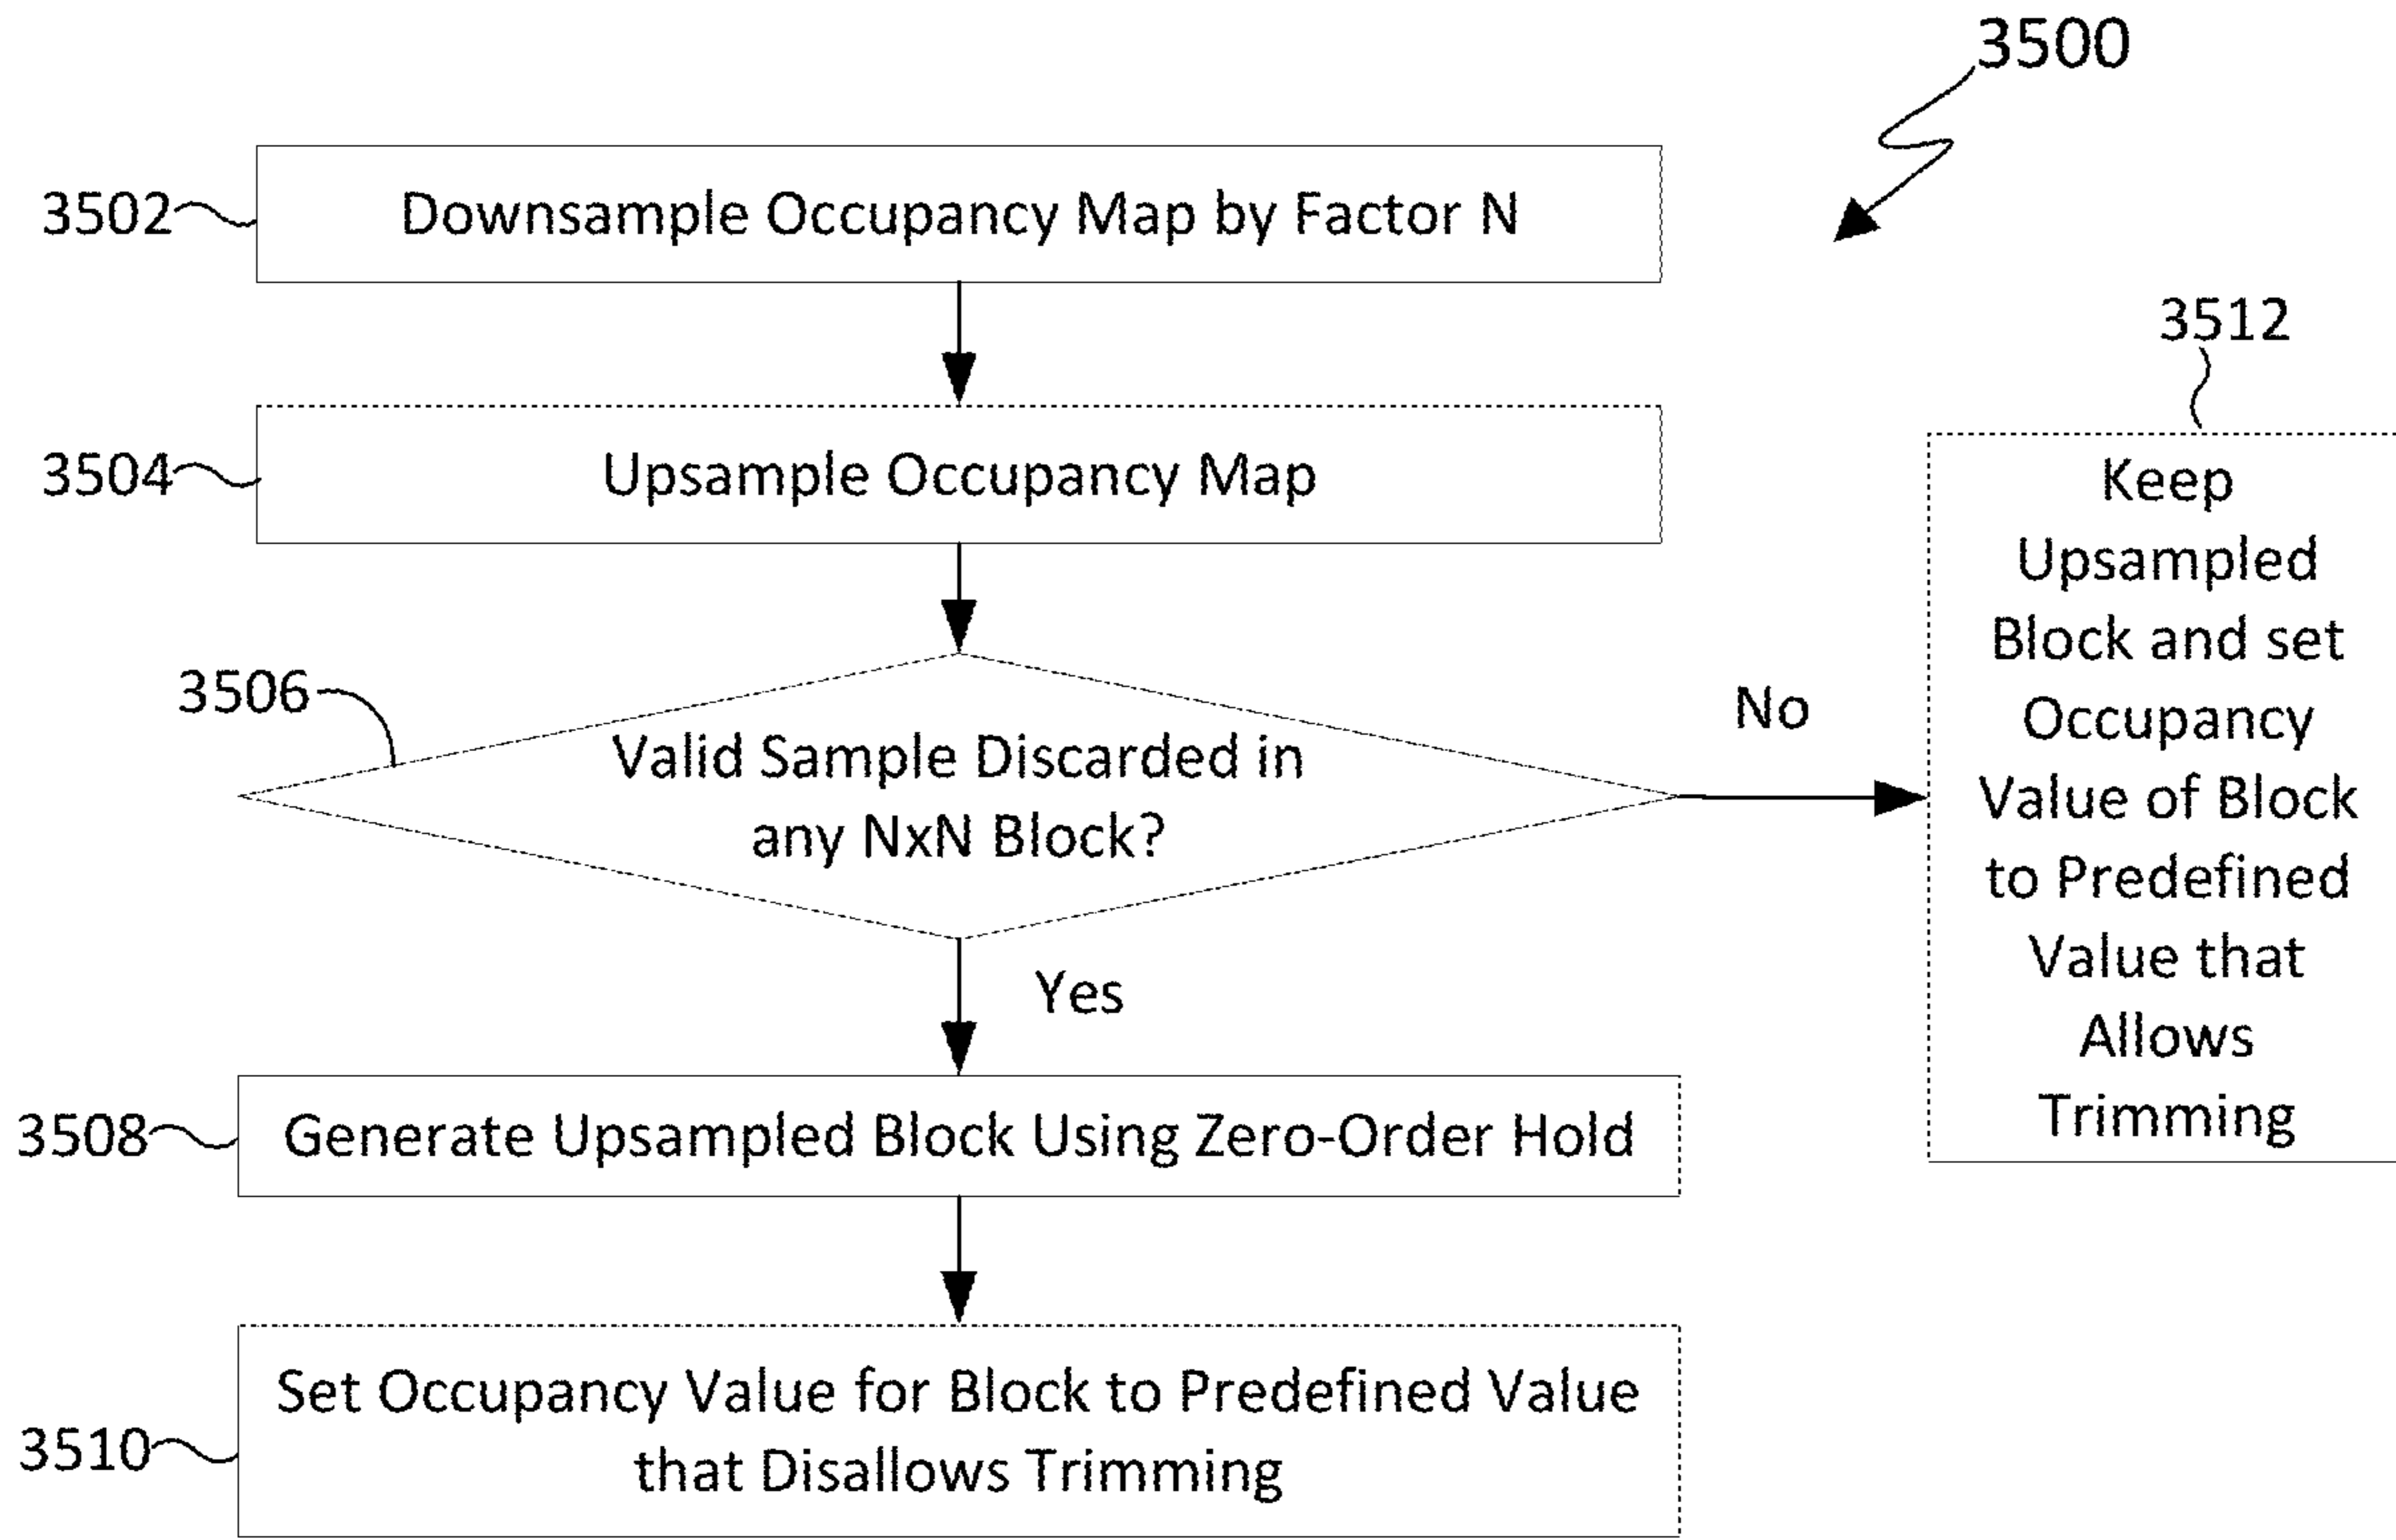 3500
3502
Downsample Occupancy Map by Factor N
3512
3504
Upsample Occupancy Map
Keep
Upsampled
Block and set
Occupancy
Value of Block
to Predefined
Value that
Allows
Trimming
3506
Valid Sample Discarded in
any NxN Block?
No
Yes
3508
Generate Upsampled Block Using Zero-Order Hold
3510
Set Occupancy Value for Block to Predefined Value
that Disallows Trimming